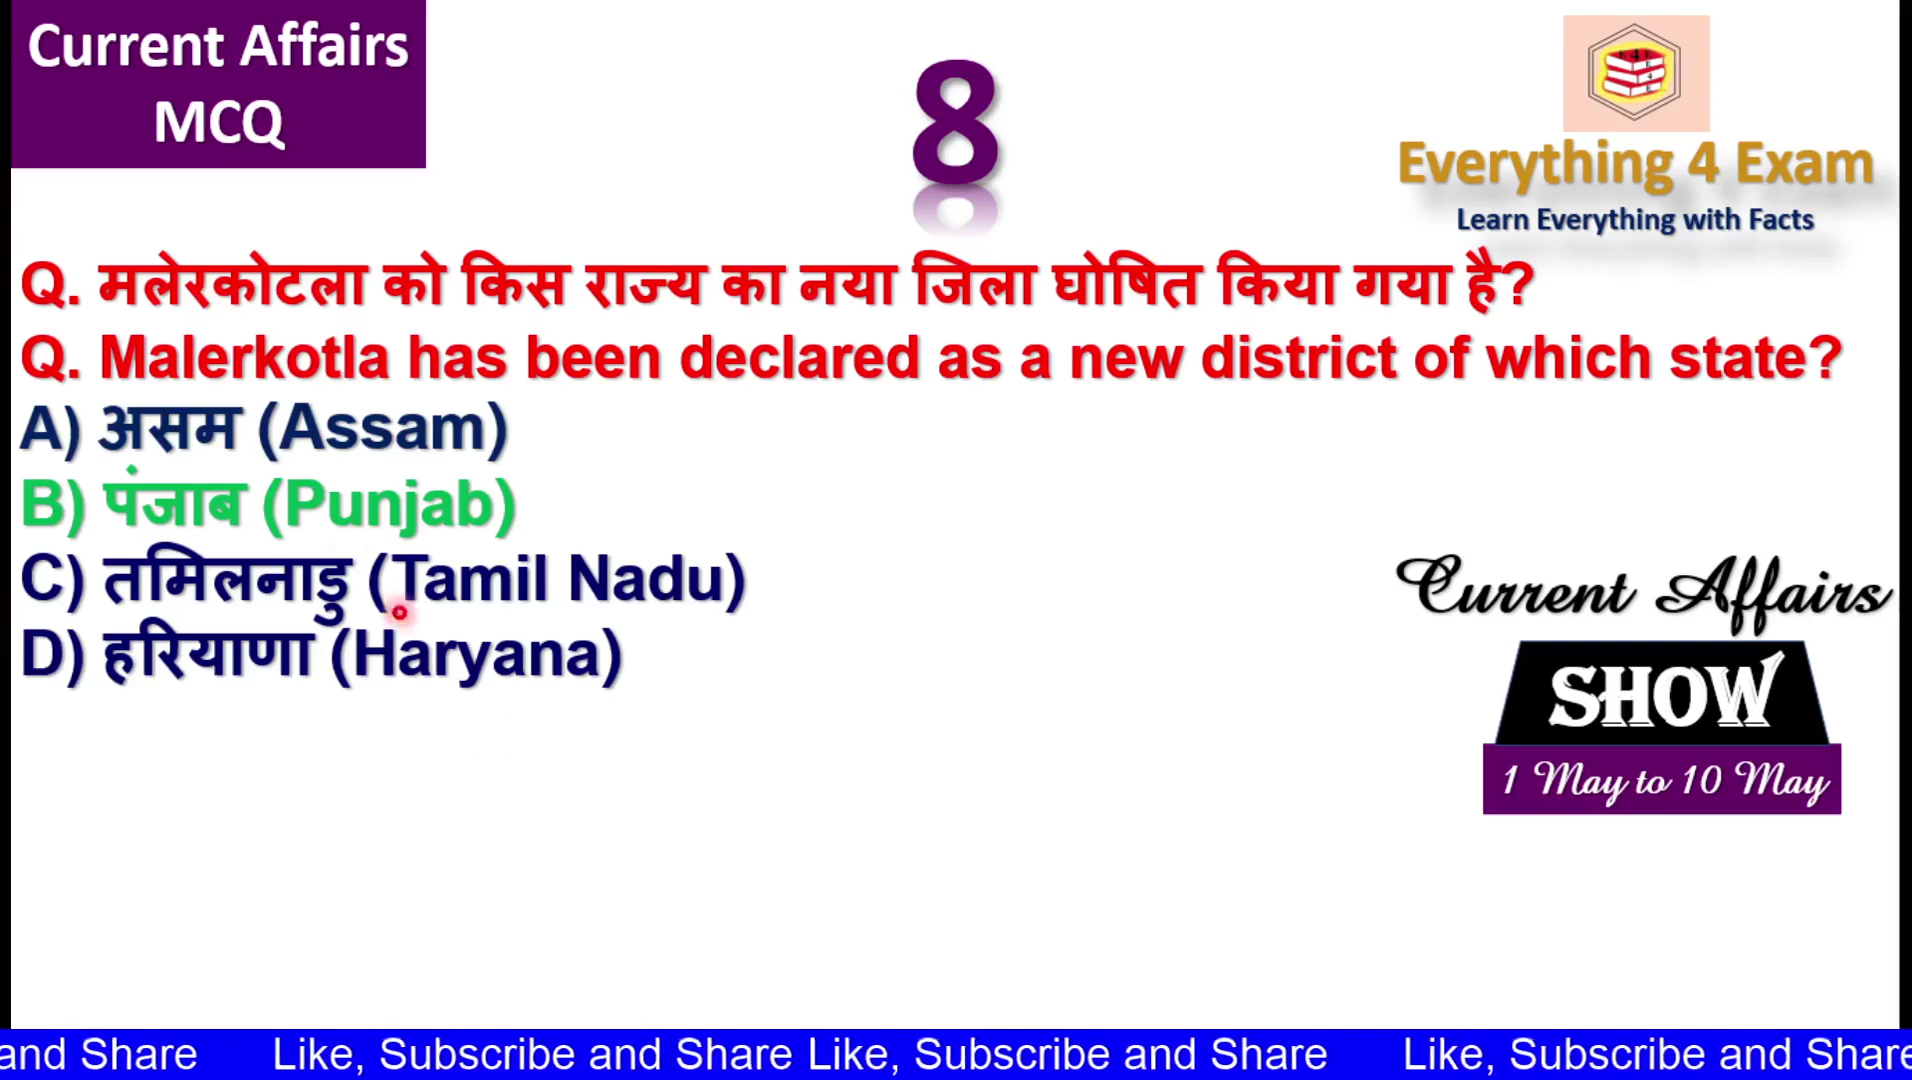 Current Affairs
MCQ
8
E 4 E
Everything 4 Exam
Learn Everything with Facts
Q. मलेरकोटला को किस राज्य का नया जिला घोषित किया गया है?
Q. Malerkotla has been declared as a new district of which state?
A) असम (Assam)
B) पंजाब (Punjab)
C) तमिलनाडु (Tamil Nadu)
D) हरियाणा (Haryana)
Current Affairs
SHOW
1 May to 10 May
and Share Like, Subscribe and Share Like, Subscribe and Share Like, Subscribe and Share